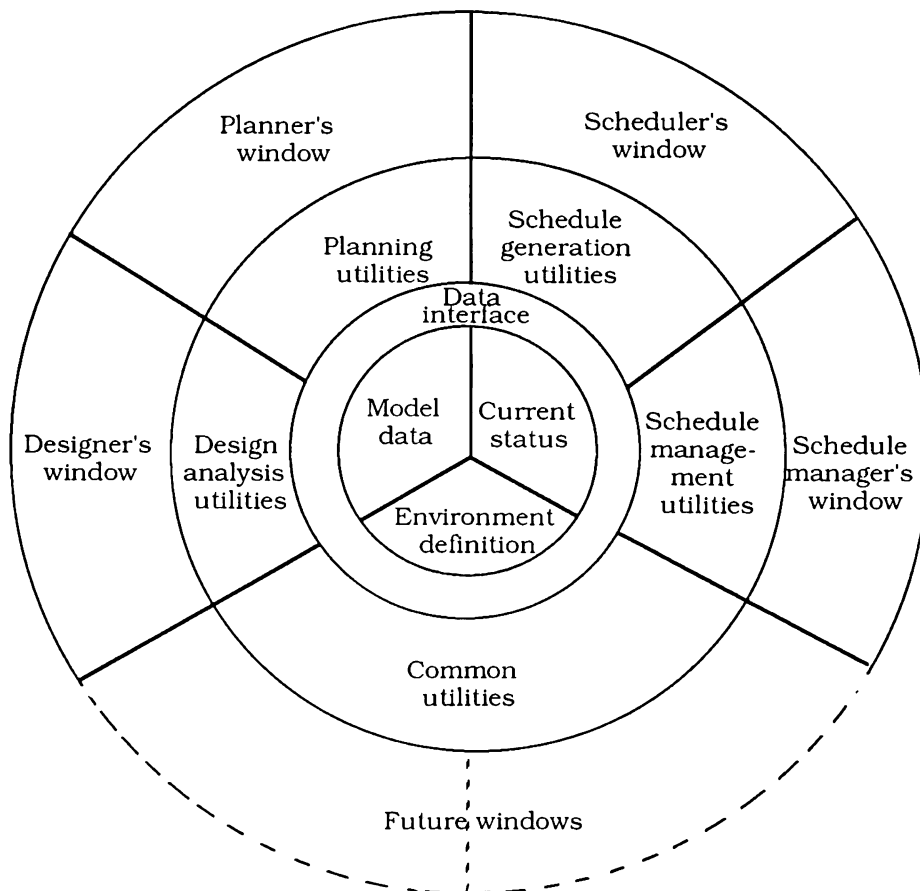 Planner's
window
Scheduler's
window
Planning
utilities
Schedule
generation
utilities
Data
interface
Designer's
window
Design
analysis
utilities
Model
data
Current
status
Schedule
manage-
ment
utilities
Schedule
manager's
window
Environment
definition
Common
utilities
Future windows